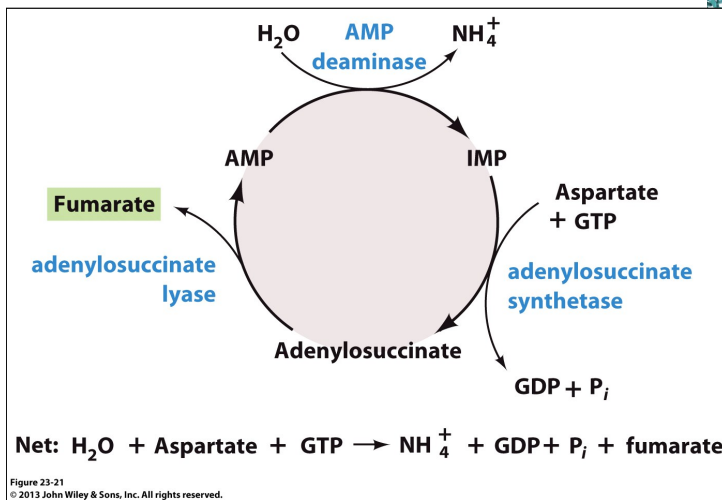 H₂O
AMP
deaminase
NH₄⁺
AMP
IMP
Fumarate
Aspartate
+ GTP
adenylosuccinate
lyase
adenylosuccinate
synthetase
Adenylosuccinate
GDP + Pᵢ
Net: H₂O + Aspartate + GTP → NH₄⁺ + GDP + Pᵢ + fumarate
Figure 23-21
© 2013 John Wiley & Sons, Inc. All rights reserved.